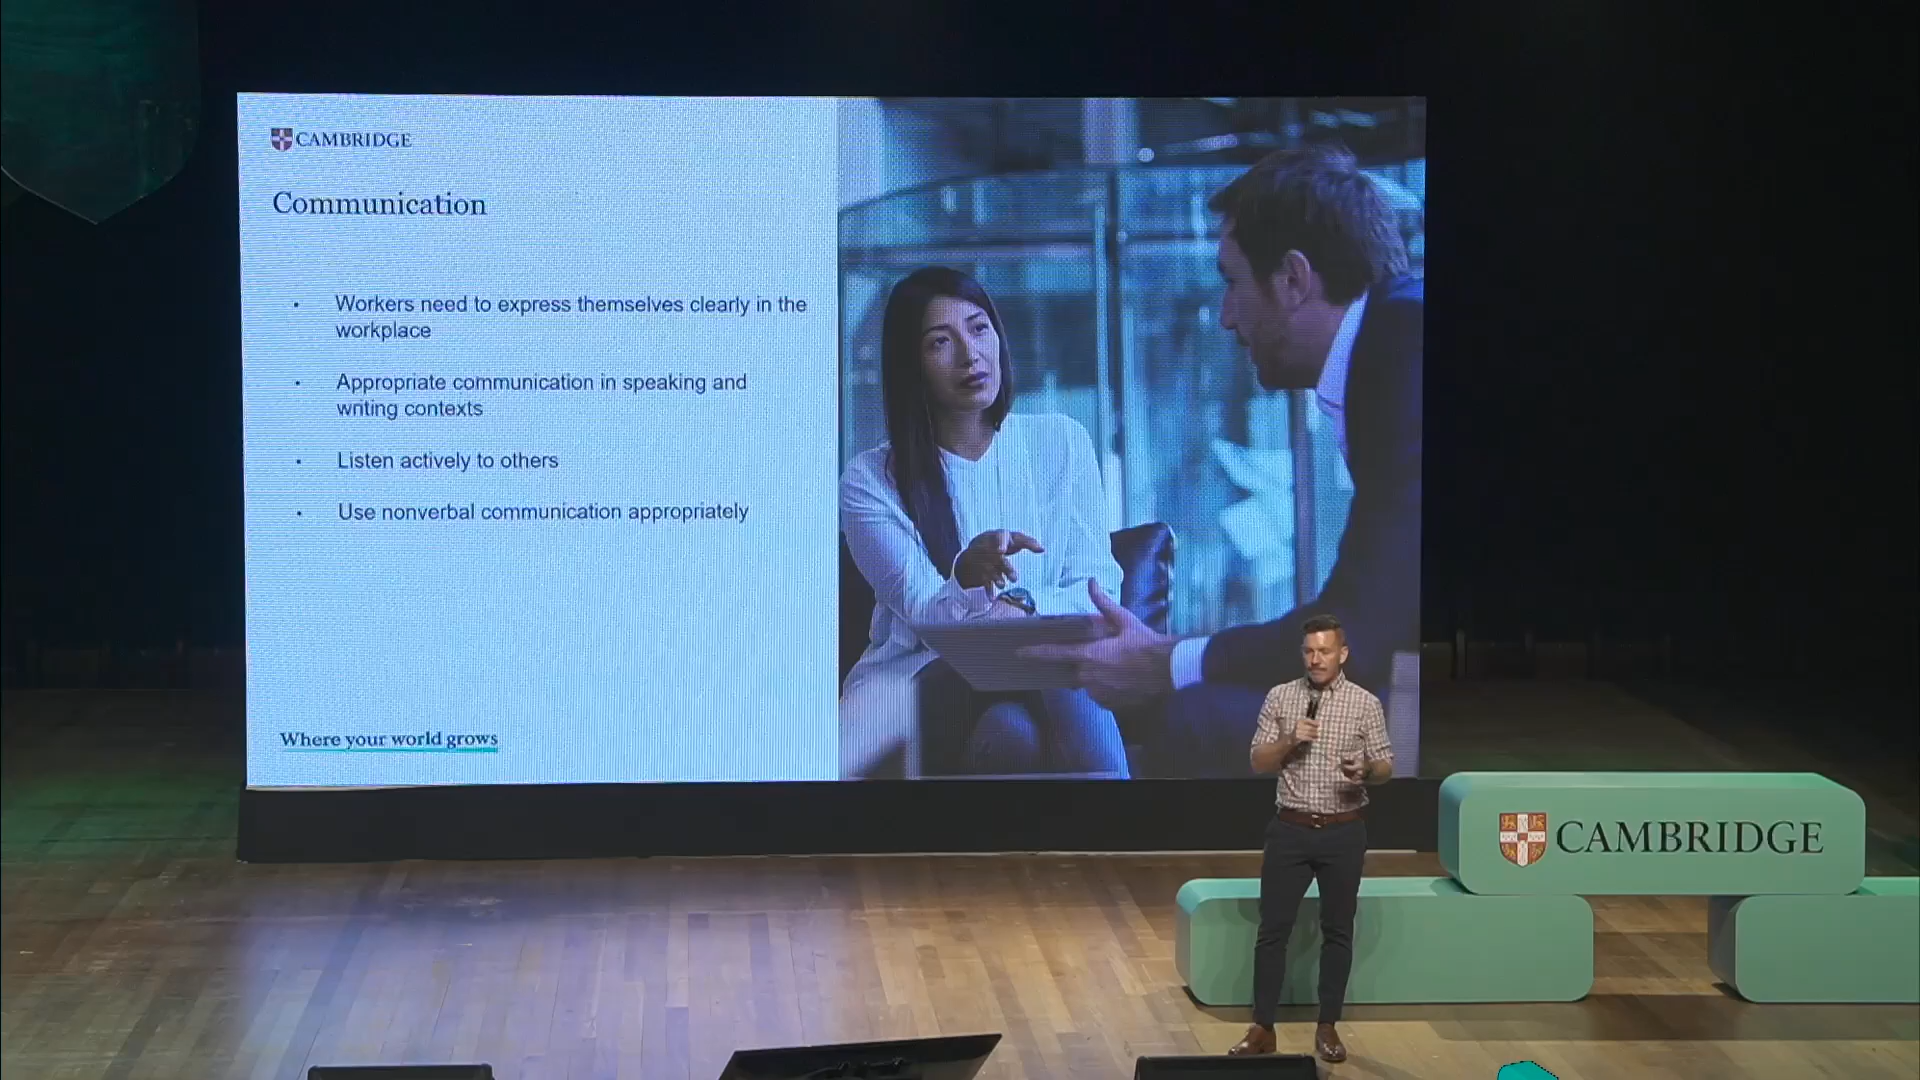 CAMBRIDGE
Communication
• Workers need to express themselves clearly in the
workplace
• Appropriate communication in speaking and
writing contexts
• Listen actively to others
• Use nonverbal communication appropriately
Where your world grows
CAMBRIDGE